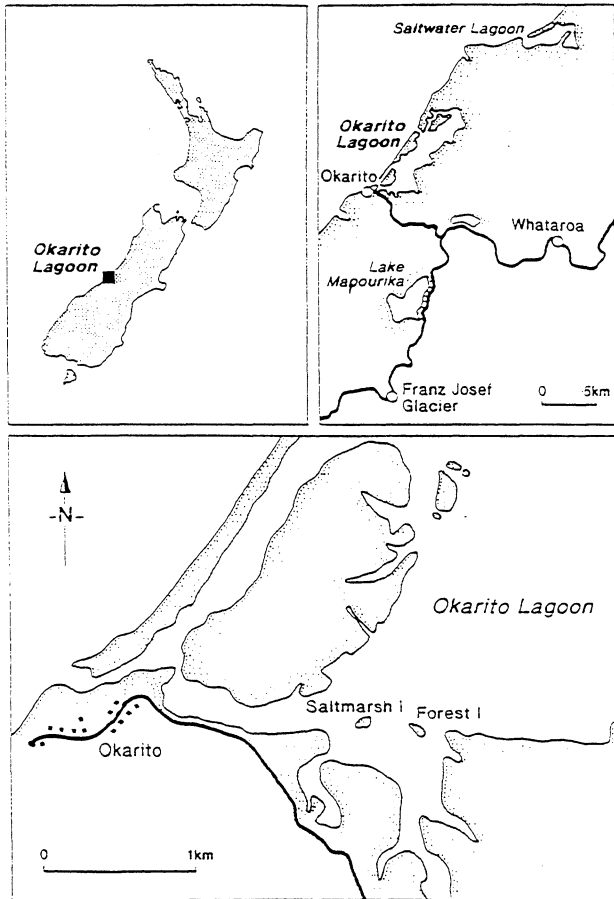 Okarito
Lagoon
Saltwater Lagoon
Okarito
Lagoon
Okarito
Whataroa
Lake
Mapourika
Franz Josef
Glacier
0 5km
-N-
Okarito Lagoon
Saltmarsh i
Forest I
Okarito
0 1km